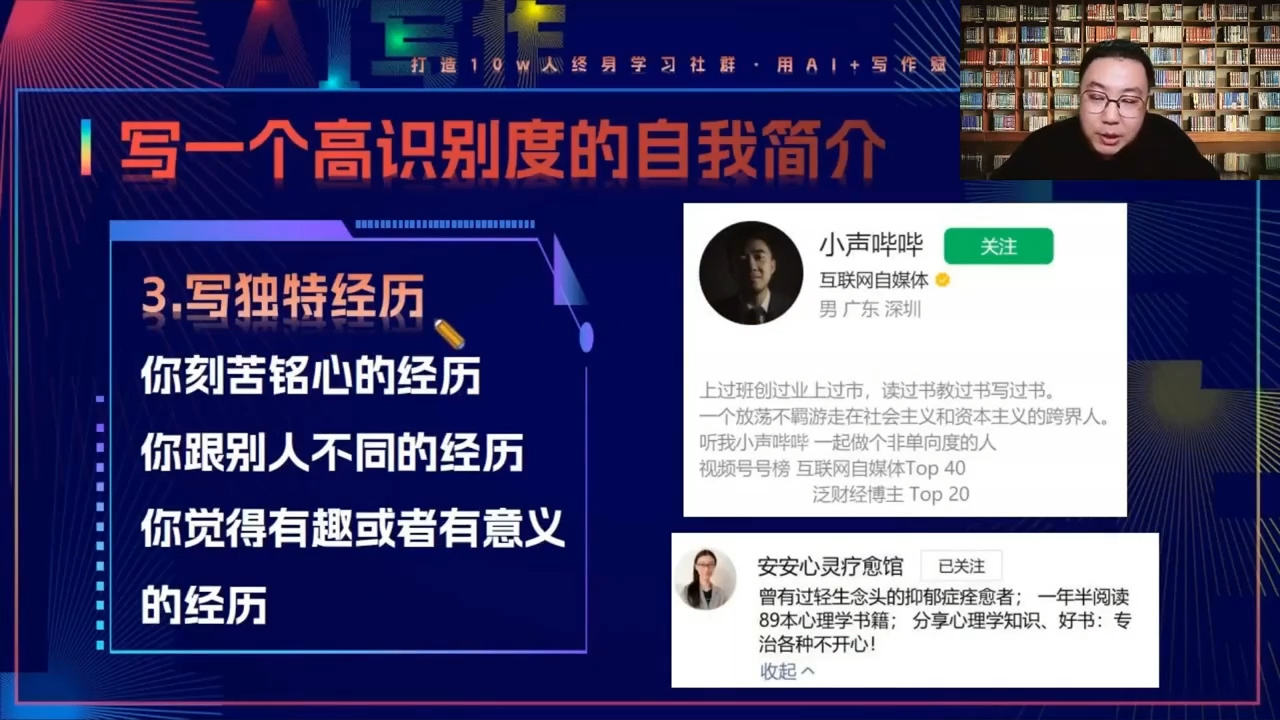 AI写作
打造10w人终身学习社群·用AI+写作赋
写一个高识别度的自我简介
3.写独特经历
你刻苦铭心的经历
你跟别人不同的经历
你觉得有趣或者有意义
的经历
小声哔哔 关注
互联网自媒体
男 广东 深圳
上过班创过业上过市，读过书教过书写过书。
一个放荡不羁游走在社会主义和资本主义的跨界人。
听我小声哔哔 一起做个非单向度的人
视频号号榜 互联网自媒体Top 40
泛财经博主 Top 20
安安心灵疗愈馆 已关注
曾有过轻生念头的抑郁症痊愈者； 一年半阅读
89本心理学书籍； 分享心理学知识、好书：专
治各种不开心！
收起